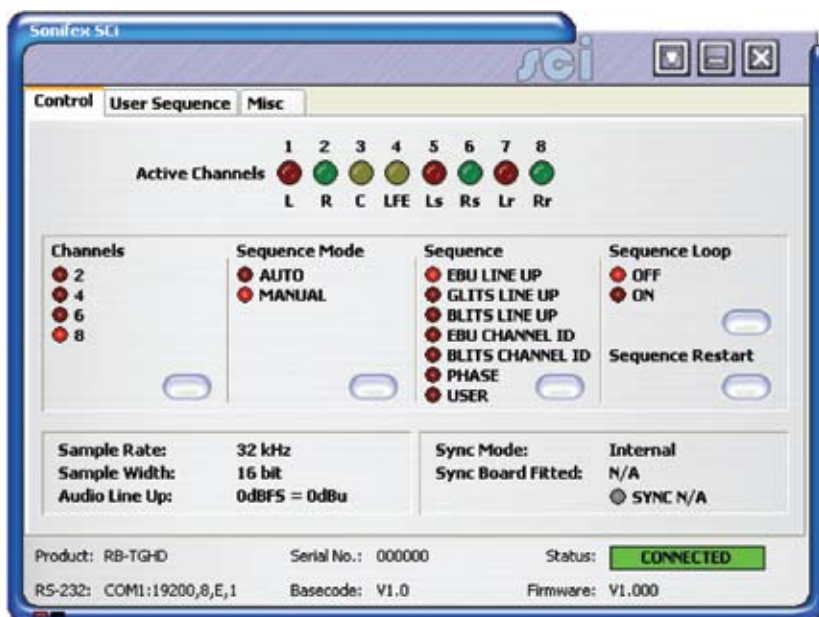 Sonifex SCi
sci
Control User Sequence Misc
1 2 3 4 5 6 7 8
Active Channels
L R C LFE Ls Rs Lr Rr
Channels
2
4
6
8
Sequence Mode
AUTO
MANUAL
Sequence
EBU LINE UP
GLITS LINE UP
BLITS LINE UP
EBU CHANNEL ID
BLITS CHANNEL ID
PHASE
USER
Sequence Loop
OFF
ON
Sequence Restart
Sample Rate: 32 kHz
Sample Width: 16 bit
Audio Line Up: 0dBFS = 0dBu
Sync Mode: Internal
Sync Board Fitted: N/A
SYNC N/A
Product: RB-TGHD Serial No.: 000000 Status: CONNECTED
RS-232: COM1:19200,8,E,1 Basecode: V1.0 Firmware: V1.000